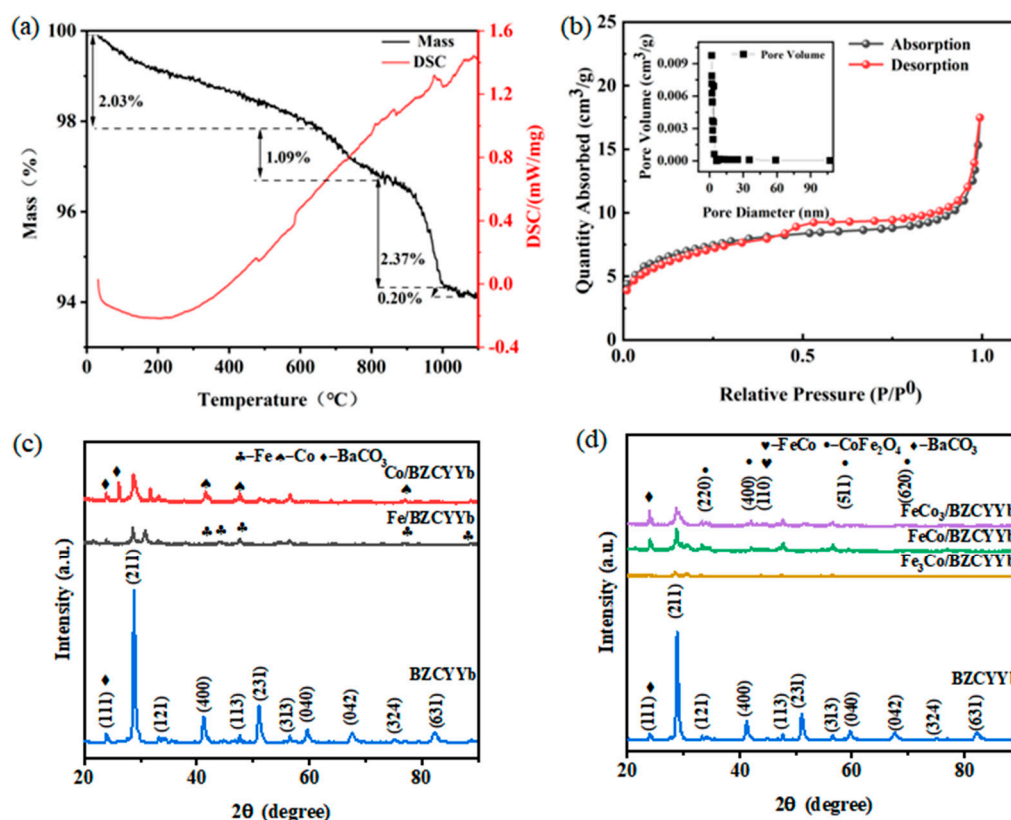 (a)
100
98
96
94
Mass (%)
0
200
400
600
800
1000
Temperature (°C)
1.6
1.2
0.8
0.4
0.0
-0.4
DSC/(mW/mg)
Mass
DSC
2.03%
1.09%
2.37%
0.20%
(b)
25
20
15
10
5
0
Quantity Absorbed (cm³/g)
0.0
0.5
1.0
Relative Pressure (P/P⁰)
Absorption
Desorption
Pore Volume
0.009
0.006
0.003
0.000
Pore Volume (cm³/g)
0
20
40
60
80
100
Pore Diameter (nm)
(c)
♣–Fe ♠–Co ♦–BaCO₃
Co/BZCYYb
Fe/BZCYYb
BZCYYb
(111)
(211)
(121)
(400)
(113)
(231)
(313)
(040)
(042)
(324)
(631)
Intensity (a.u.)
20
40
60
80
2θ (degree)
(d)
♥–FeCo •–CoFe₂O₄ ♦–BaCO₃
(220)
(400)
(110)
(511)
(620)
FeCo₃/BZCYYb
FeCo/BZCYYb
Fe₃Co/BZCYYb
BZCYYb
(111)
(211)
(121)
(400)
(113)
(231)
(313)
(040)
(042)
(324)
(631)
Intensity (a.u.)
20
40
60
80
2θ (degree)